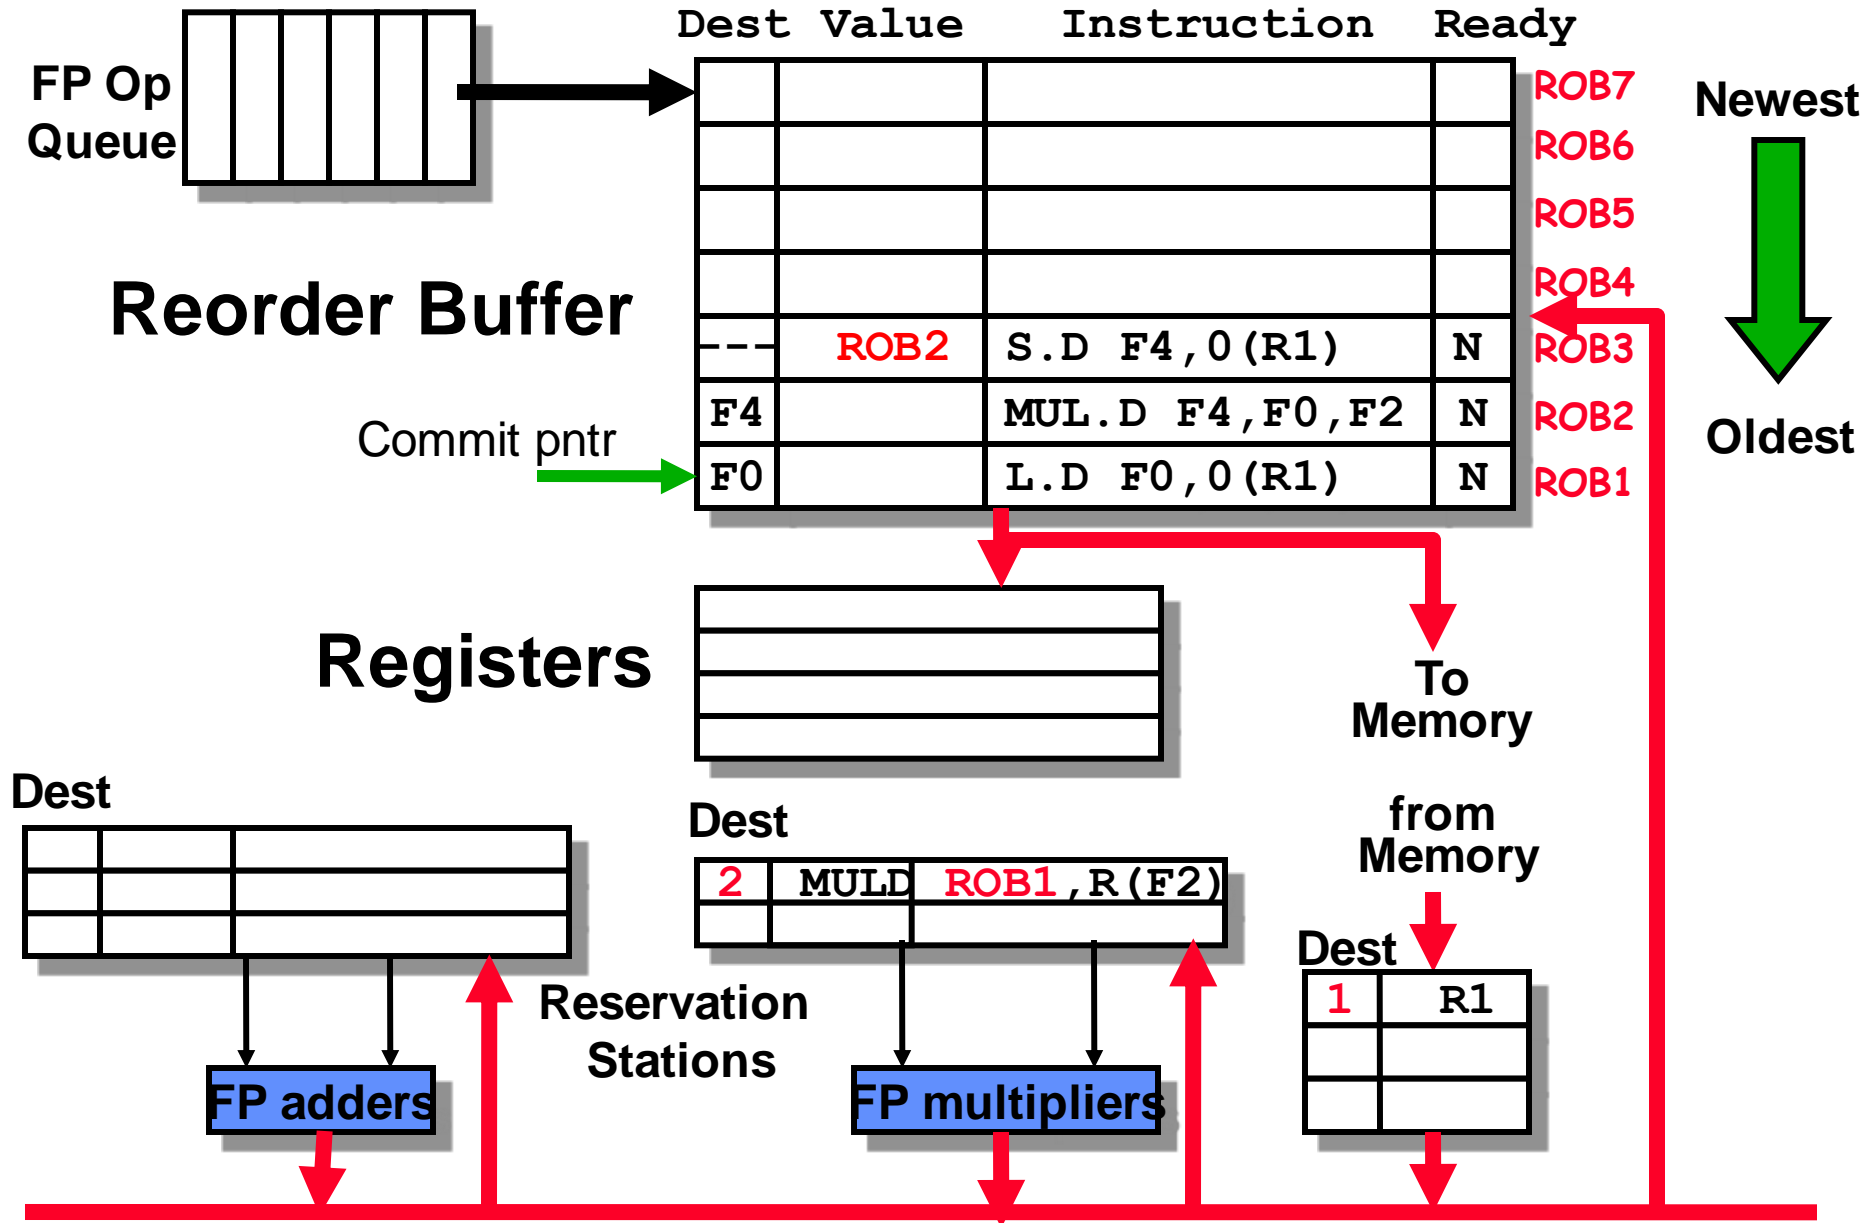 Dest Value Instruction Ready
FP Op
Queue
ROB7
Newest
ROB6
ROB5
Reorder Buffer
ROB4
--- ROB2 S.D F4,0(R1) N ROB3
F4 MUL.D F4,F0,F2 N ROB2
Oldest
Commit pntr
F0 L.D F0,0(R1) N ROB1
Registers
To
Memory
Dest
Dest
from
Memory
2 MULD ROB1,R(F2)
Dest
1 R1
Reservation
Stations
FP adders
FP multipliers